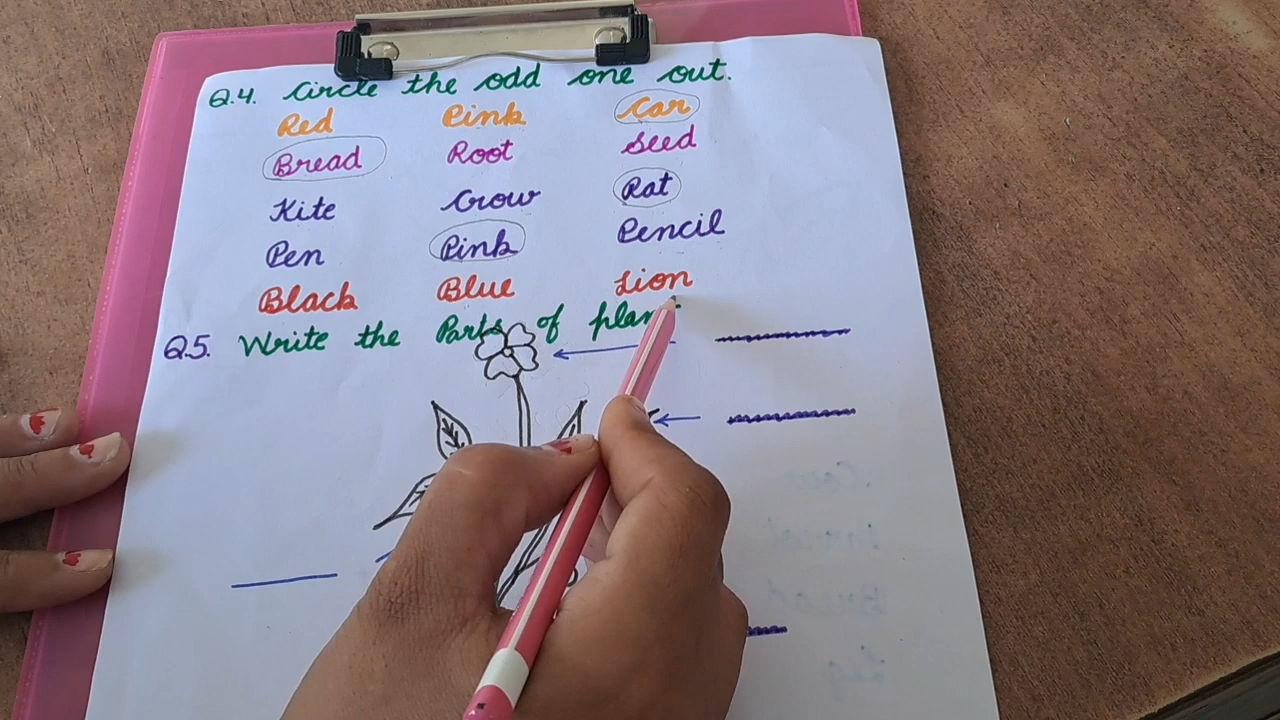 Q.4. Circle the odd one out.
Red Pink Car
Bread Root Seed
Kite Crow Rat
Pen Pink Pencil
Black Blue Lion
Q.5. Write the Parts of plant